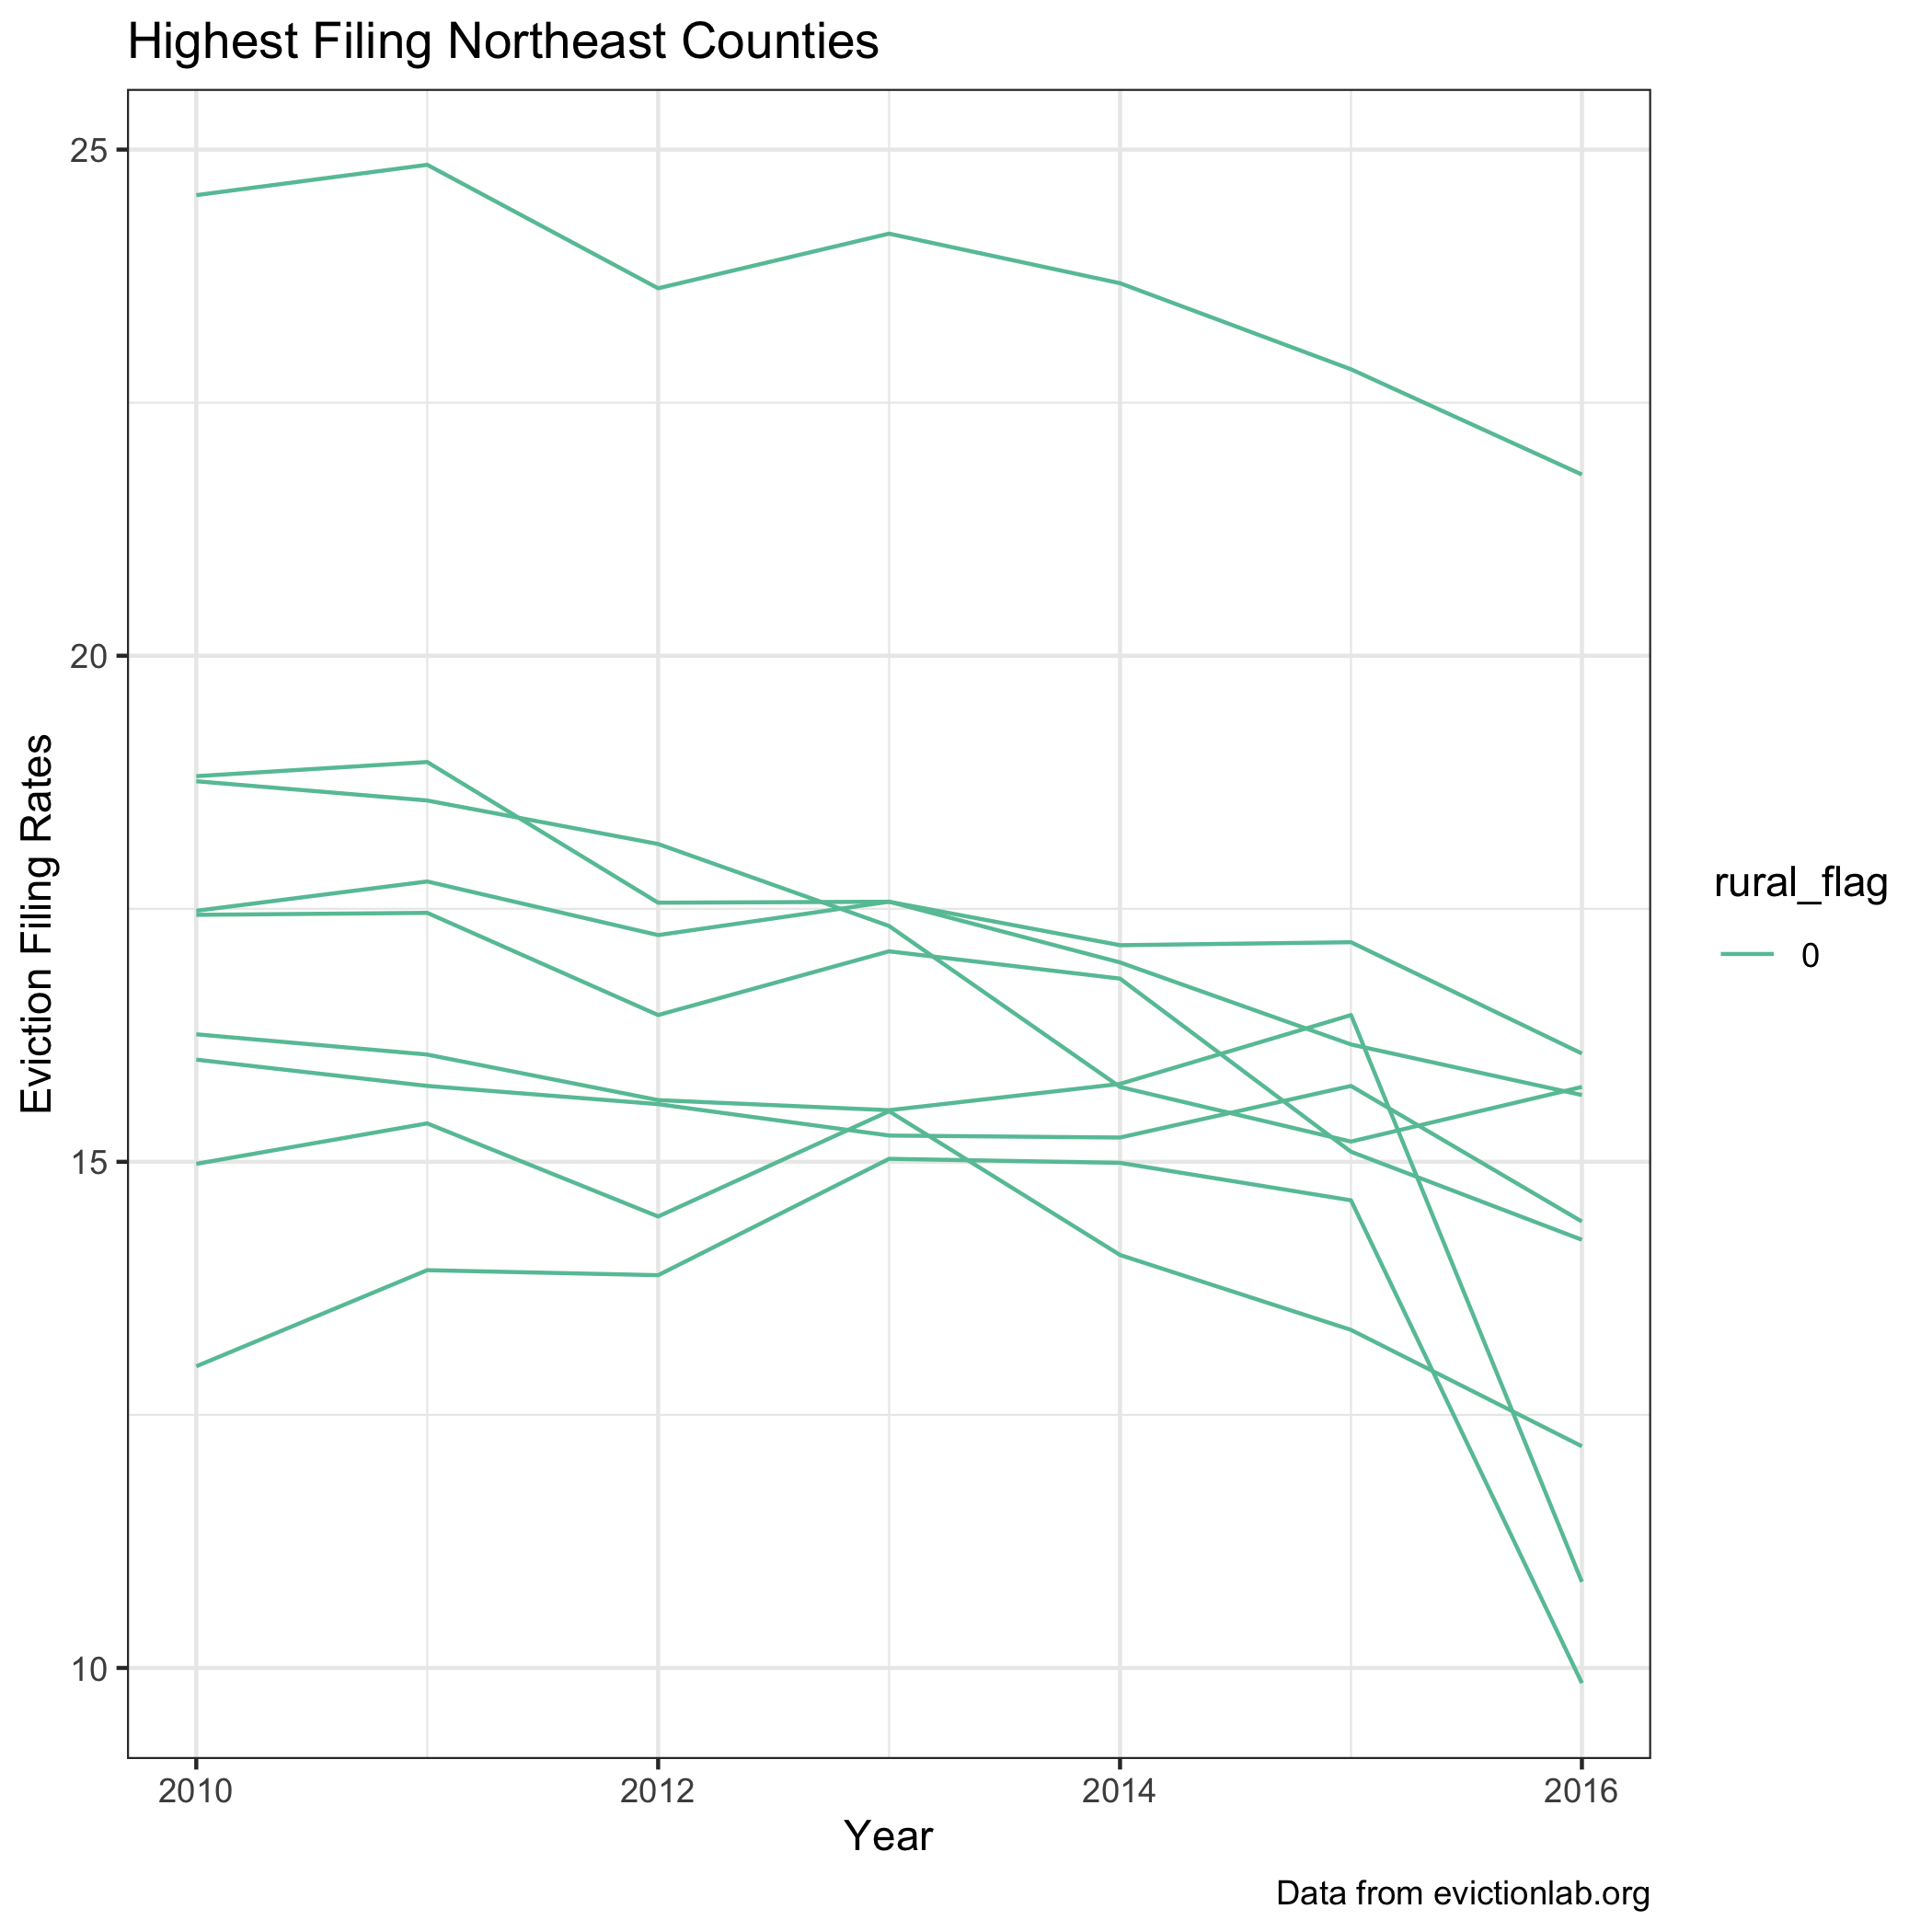 Highest Filing Northeast Counties
25
20
15
10
Eviction Filing Rates
2010 2012 2014 2016
Year
rural_flag
0
Data from evictionlab.org